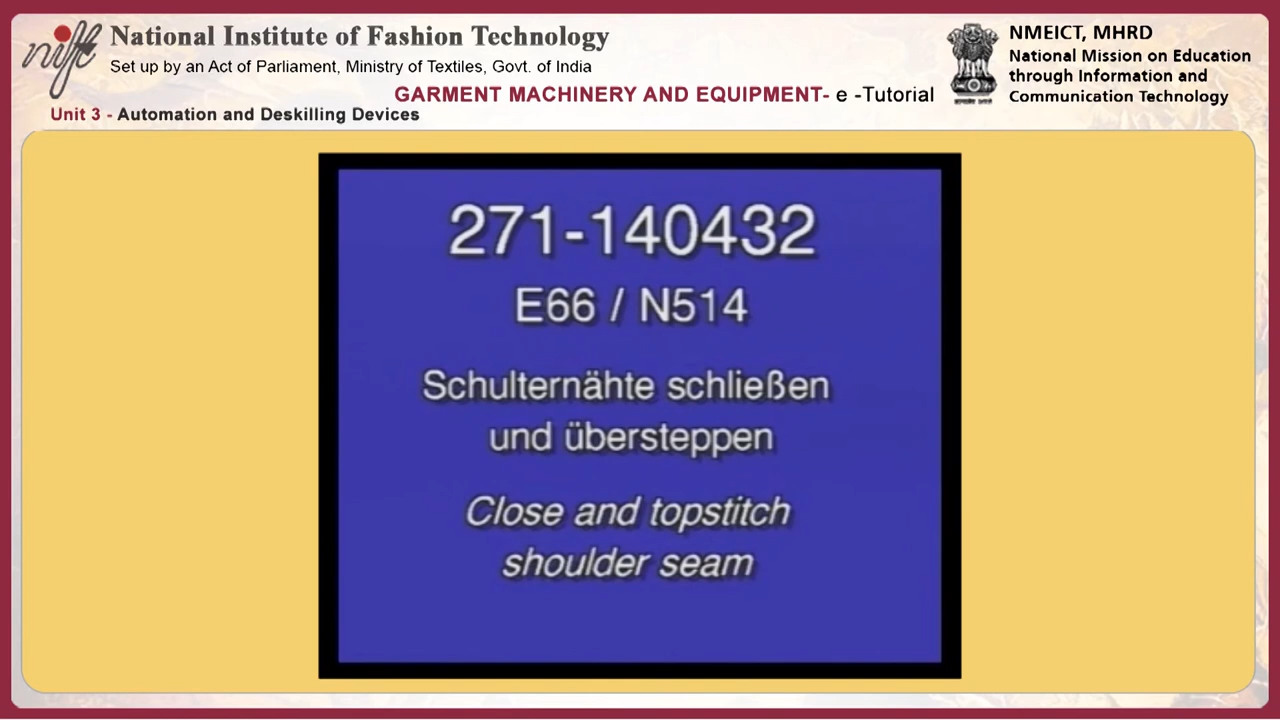 nift
National Institute of Fashion Technology
Set up by an Act of Parliament, Ministry of Textiles, Govt. of India
GARMENT MACHINERY AND EQUIPMENT- e -Tutorial
Unit 3 - Automation and Deskilling Devices
NMEICT, MHRD
National Mission on Education
through Information and
Communication Technology
271-140432
E66 / N514
Schulternähte schließen
und übersteppen
Close and topstitch
shoulder seam